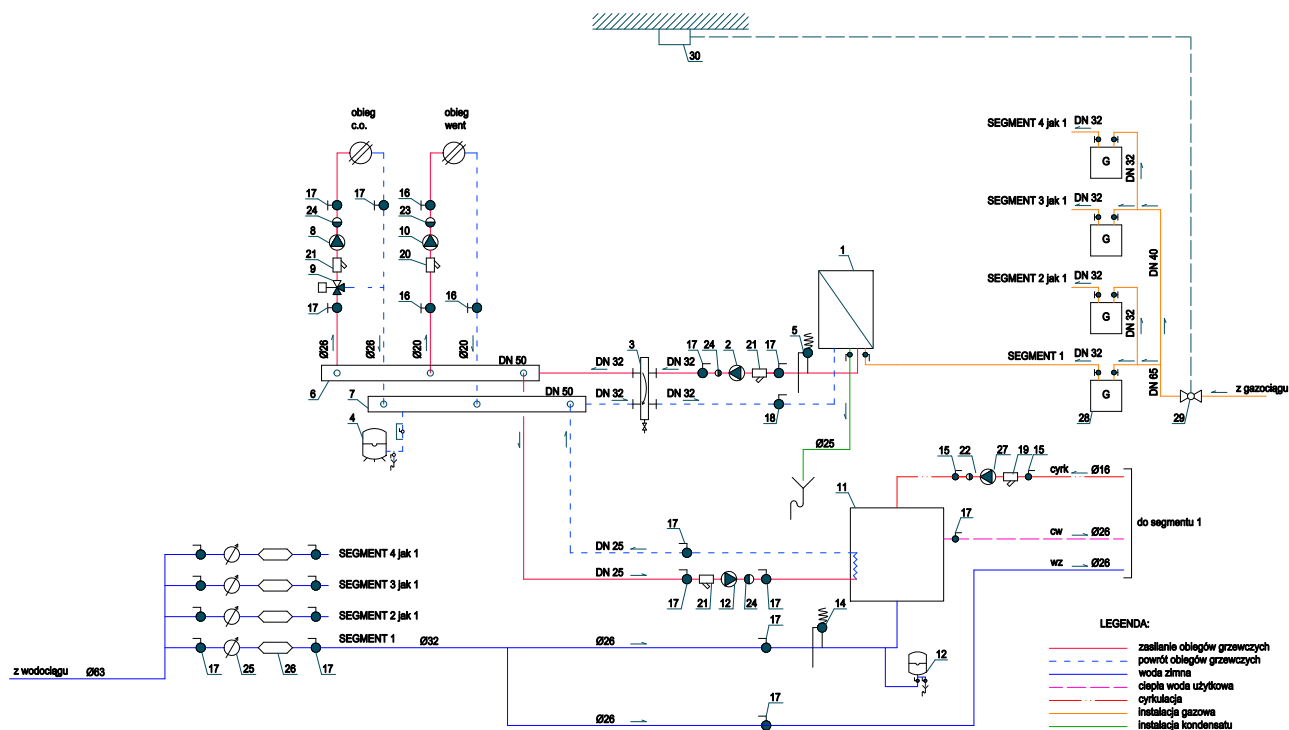 30
obieg
c.o.
obieg
went
SEGMENT 4 jak 1
DN 32
G
DN 32
17
17
16
24
23
8
10
21
20
9
17
16
16
Ø26
Ø26
Ø20
Ø20
SEGMENT 3 jak 1
DN 32
G
DN 40
1
SEGMENT 2 jak 1
DN 32
G
DN 32
SEGMENT 1
DN 32
G
28
DN 65
29
z gazociągu
DN 50
6
DN 32
3
DN 32
17
24
2
21
17
5
DN 50
7
DN 32
DN 32
18
4
Ø25
15
22
27
19
15
cyrk
Ø16
11
17
do segmentu 1
cw
Ø26
wz
Ø26
17
DN 25
DN 25
17
21
12
24
17
14
SEGMENT 4 jak 1
SEGMENT 3 jak 1
SEGMENT 2 jak 1
SEGMENT 1
Ø32
17
25
26
17
z wodociągu
Ø63
Ø26
17
12
Ø26
17
LEGENDA:
zasilanie obiegów grzewczych
powrót obiegów grzewczych
woda zimna
ciepła woda użytkowa
cyrkulacja
instalacja gazowa
instalacja kondensatu